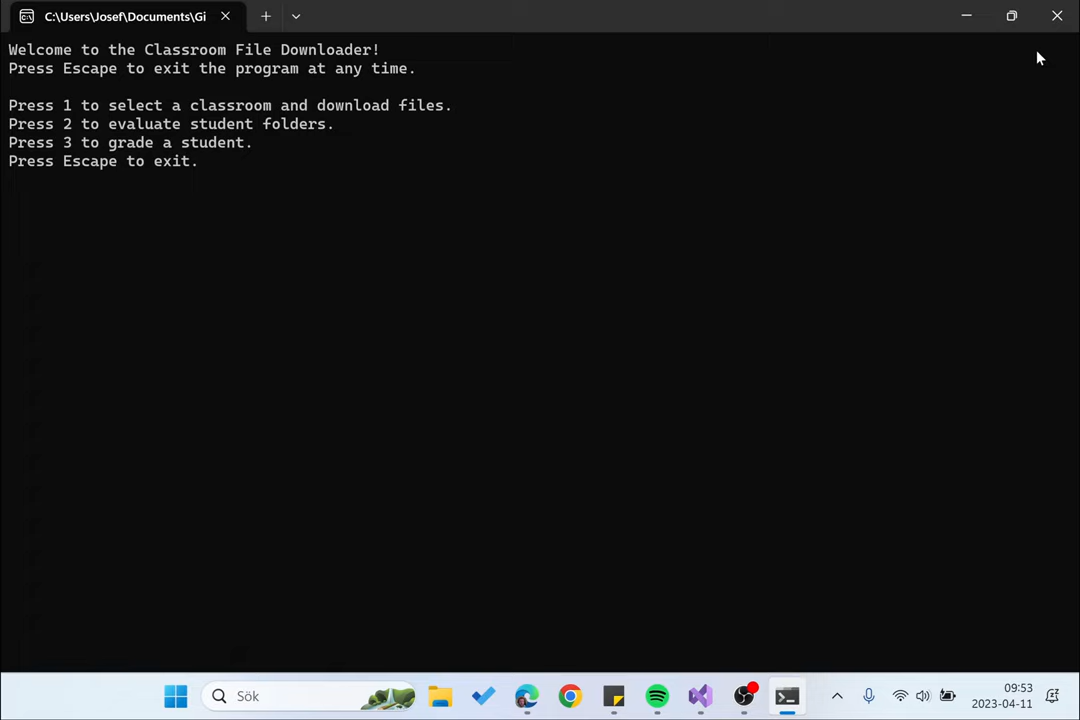 C:\Users\Josef\Documents\Gi
Welcome to the Classroom File Downloader!
Press Escape to exit the program at any time.
Press 1 to select a classroom and download files.
Press 2 to evaluate student folders.
Press 3 to grade a student.
Press Escape to exit.
Sök
09:53
2023-04-11